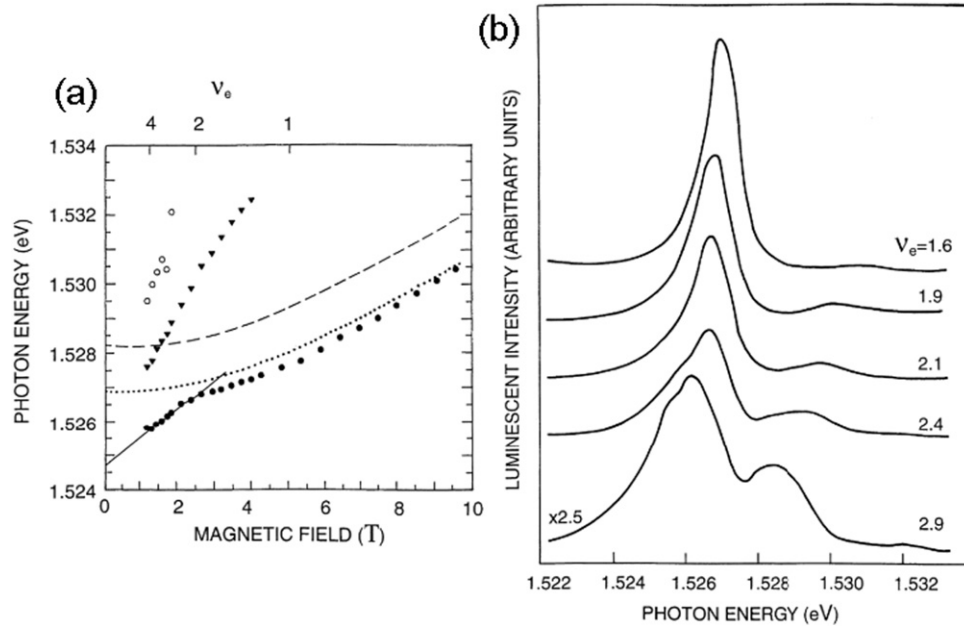 (a)
νe
4 2 1
1.534
1.532
1.530
1.528
1.526
1.524
PHOTON ENERGY (eV)
0 2 4 6 8 10
MAGNETIC FIELD (T)
(b)
LUMINESCENT INTENSITY (ARBITRARY UNITS)
νe=1.6
1.9
2.1
2.4
x2.5
2.9
1.522 1.524 1.526 1.528 1.530 1.532
PHOTON ENERGY (eV)